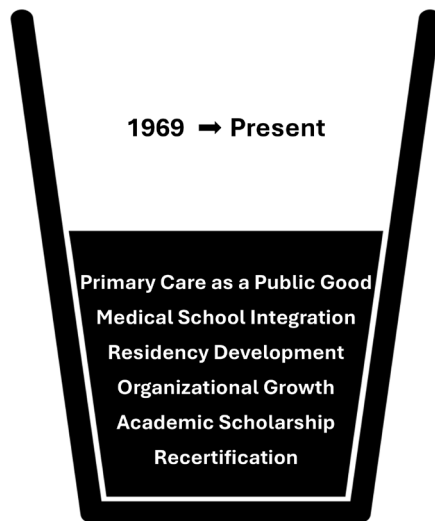 1969 ➡ Present
Primary Care as a Public Good
Medical School Integration
Residency Development
Organizational Growth
Academic Scholarship
Recertification